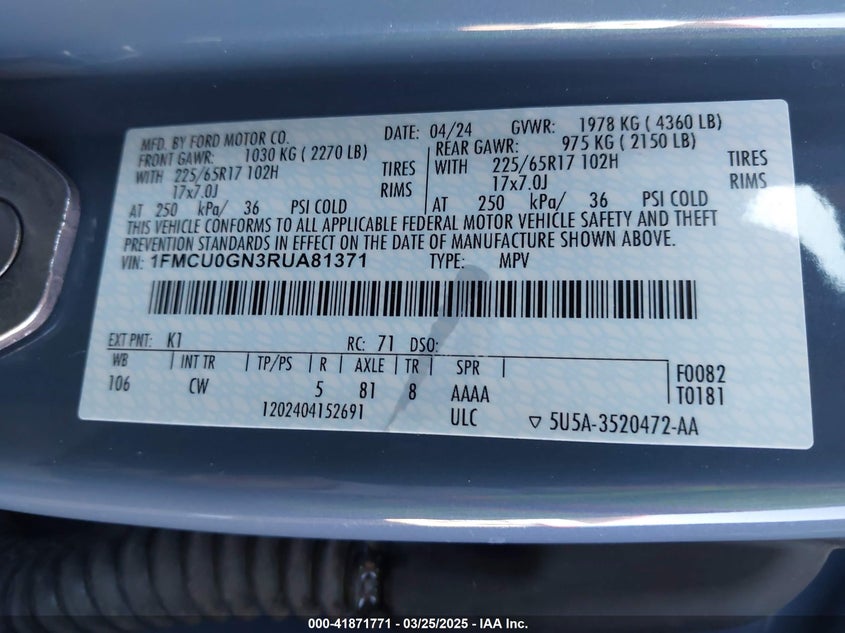 MFD. BY FORD MOTOR CO. DATE: 04/24 GVWR: 1978 KG ( 4360 LB)
FRONT GAWR: 1030 KG ( 2270 LB) REAR GAWR: 975 KG ( 2150 LB)
WITH 225/65R17 102H TIRES WITH 225/65R17 102H TIRES
17x7.0J RIMS 17x7.0J RIMS
AT 250 kPa/ 36 PSI COLD AT 250 kPa/ 36 PSI COLD
THIS VEHICLE CONFORMS TO ALL APPLICABLE FEDERAL MOTOR VEHICLE SAFETY AND THEFT
PREVENTION STANDARDS IN EFFECT ON THE DATE OF MANUFACTURE SHOWN ABOVE.
VIN: 1FMCU0GN3RUA81371 TYPE: MPV
EXT PNT: K1 RC: 71 DSO:
WB INT TR TP/PS R AXLE TR SPR F0082
106 CW 5 81 8 AAAA T0181
1202404152691 ULC ▽ 5U5A-3520472-AA
000-41871771 - 03/25/2025 - IAA Inc.